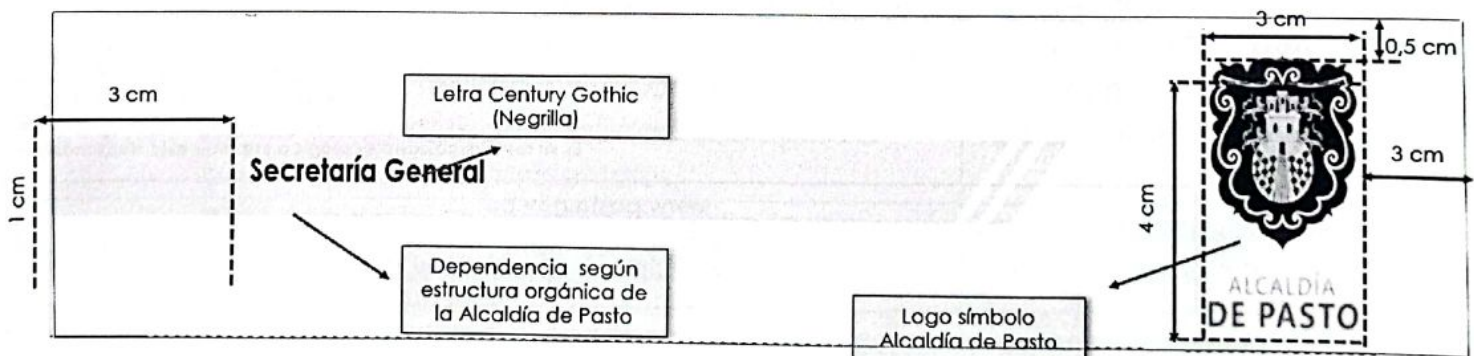 3 cm
0,5 cm
3 cm
Letra Century Gothic
(Negrilla)
Secretaría General
3 cm
1 cm
4 cm
Dependencia según
estructura orgánica de
la Alcaldía de Pasto
Logo símbolo
Alcaldía de Pasto
ALCALDÍA
DE PASTO